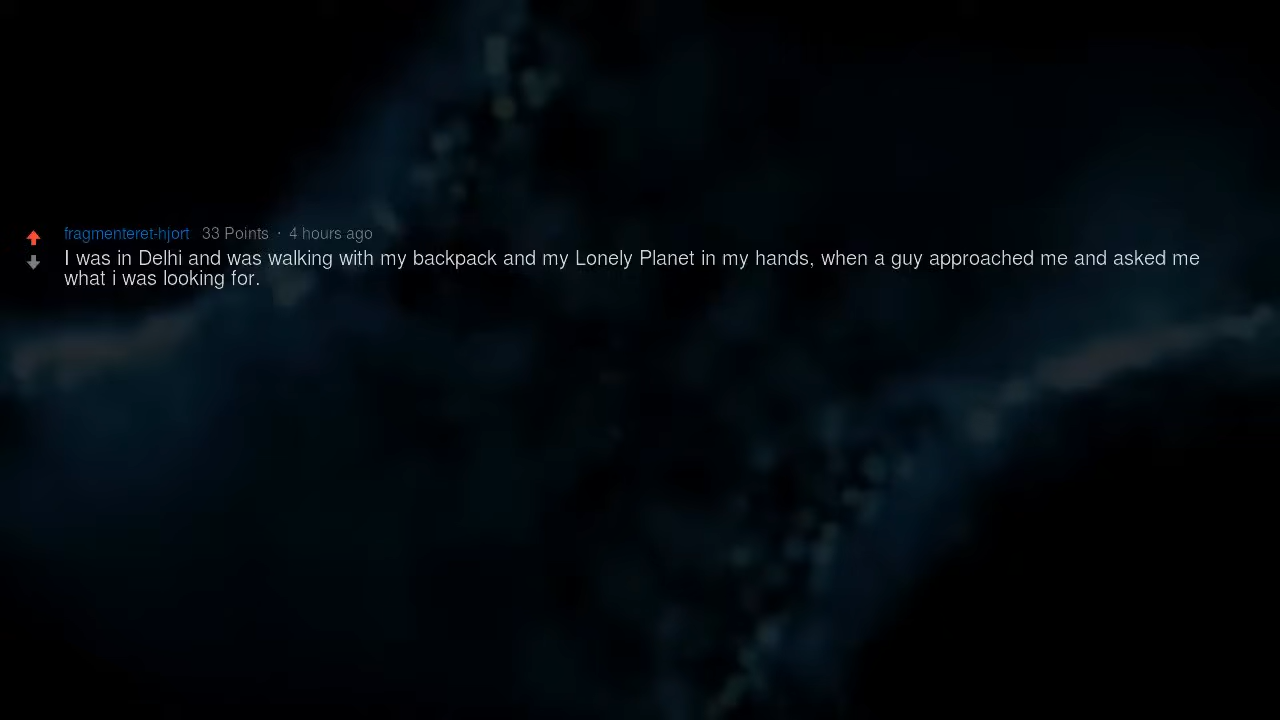 fragmenteret-hjort 33 Points · 4 hours ago
I was in Delhi and was walking with my backpack and my Lonely Planet in my hands, when a guy approached me and asked me
what i was looking for.